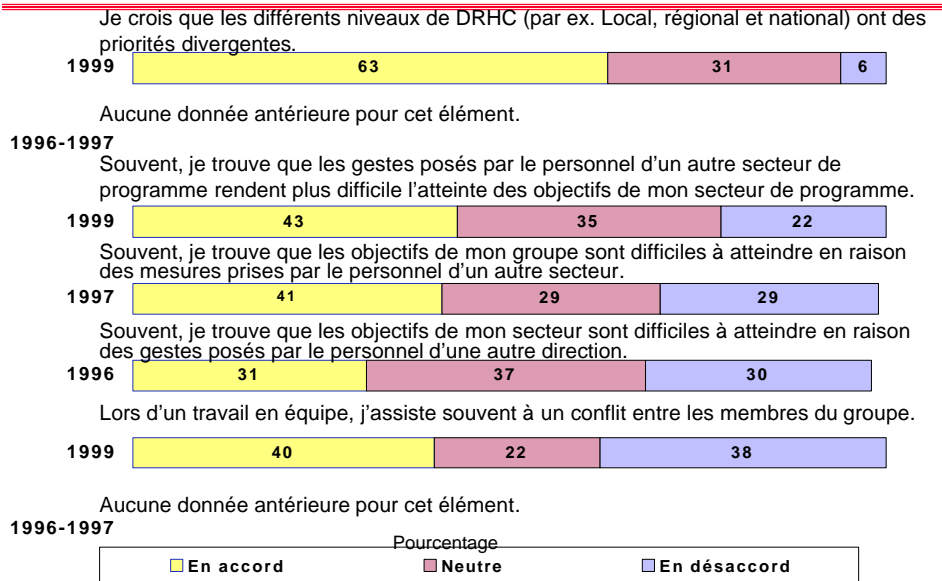 Je crois que les différents niveaux de DRHC (par ex. Local, régional et national) ont des
priorités divergentes.
1999 63 31 6
Aucune donnée antérieure pour cet élément.
1996-1997
Souvent, je trouve que les gestes posés par le personnel d'un autre secteur de
programme rendent plus difficile l'atteinte des objectifs de mon secteur de programme.
1999 43 35 22
Souvent, je trouve que les objectifs de mon groupe sont difficiles à atteindre en raison
des mesures prises par le personnel d'un autre secteur.
1997 41 29 29
Souvent, je trouve que les objectifs de mon secteur sont difficiles à atteindre en raison
des gestes posés par le personnel d'une autre direction.
1996 31 37 30
Lors d'un travail en équipe, j'assiste souvent à un conflit entre les membres du groupe.
1999 40 22 38
Aucune donnée antérieure pour cet élément.
1996-1997
Pourcentage
En accord Neutre En désaccord